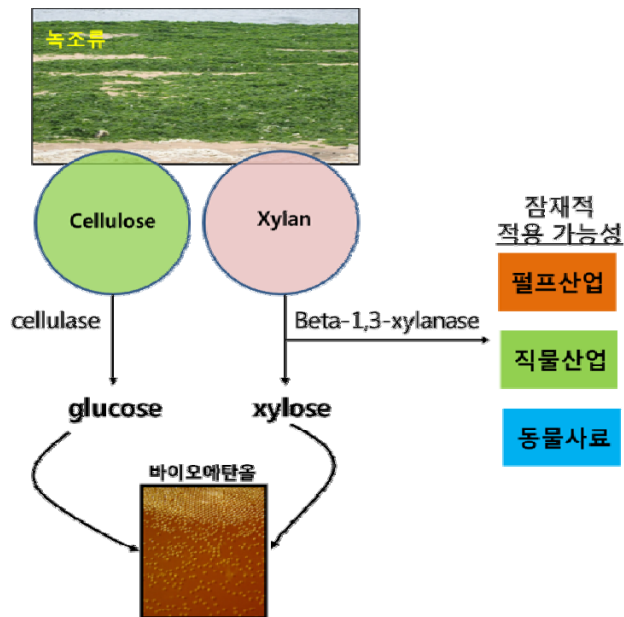 녹조류
Cellulose
Xylan
잠재적
적용 가능성
펄프산업
cellulase
Beta-1,3-xylanase
직물산업
glucose
xylose
동물사료
바이오에탄올